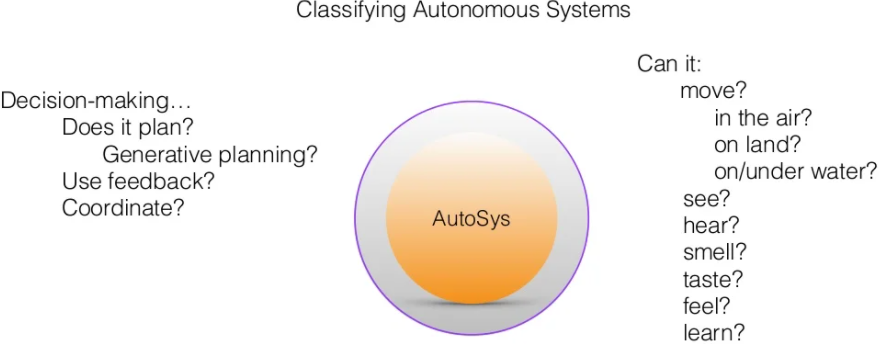 Classifying Autonomous Systems
Decision-making…
Does it plan?
Generative planning?
Use feedback?
Coordinate?
AutoSys
Can it:
move?
in the air?
on land?
on/under water?
see?
hear?
smell?
taste?
feel?
learn?